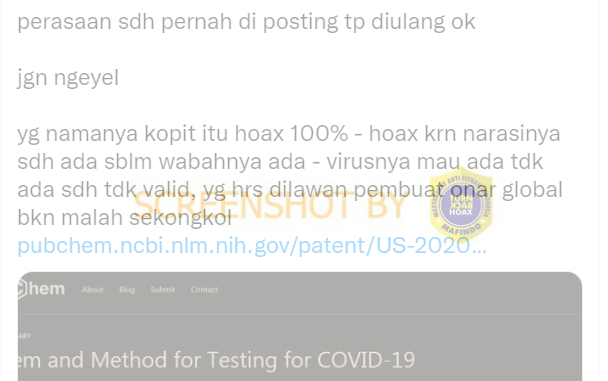 perasaan sdh pernah di posting tp diulang ok
jgn ngeyel
yg namanya kopit itu hoax 100% - hoax krn narasinya
sdh ada sblm wabahnya ada - virusnya mau ada tdk
ada sdh tdk valid, yg hrs dilawan pembuat onar global
bkn malah sekongkol
SCREENSHOT BY
MASYARAKAT ANTI FITNAH
TURN
BACK
HOAX
MAFINDO
pubchem.ncbi.nlm.nih.gov/patent/US-2020...
hem
About Blog Submit Contact
ARY
em and Method for Testing for COVID-19